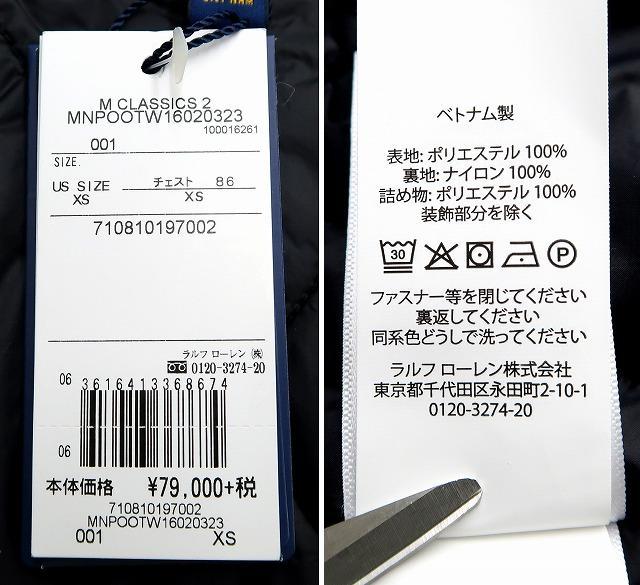 M CLASSICS 2
MNPOOTW16020323
100016261
001
SIZE.
US SIZE チェスト 86
XS XS
710810197002
ラルフ ローレン ㈱
0120-3274-20
06 3616413368674
06
本体価格 ¥79,000+税
710810197002
MNPOOTW16020323
001 XS
ベトナム製
表地: ポリエステル 100%
裏地: ナイロン 100%
詰め物: ポリエステル 100%
装飾部分を除く
30 P
ファスナー等を閉じてください
裏返してください
同系色どうしで洗ってください
ラルフ ローレン株式会社
東京都千代田区永田町2-10-1
0120-3274-20